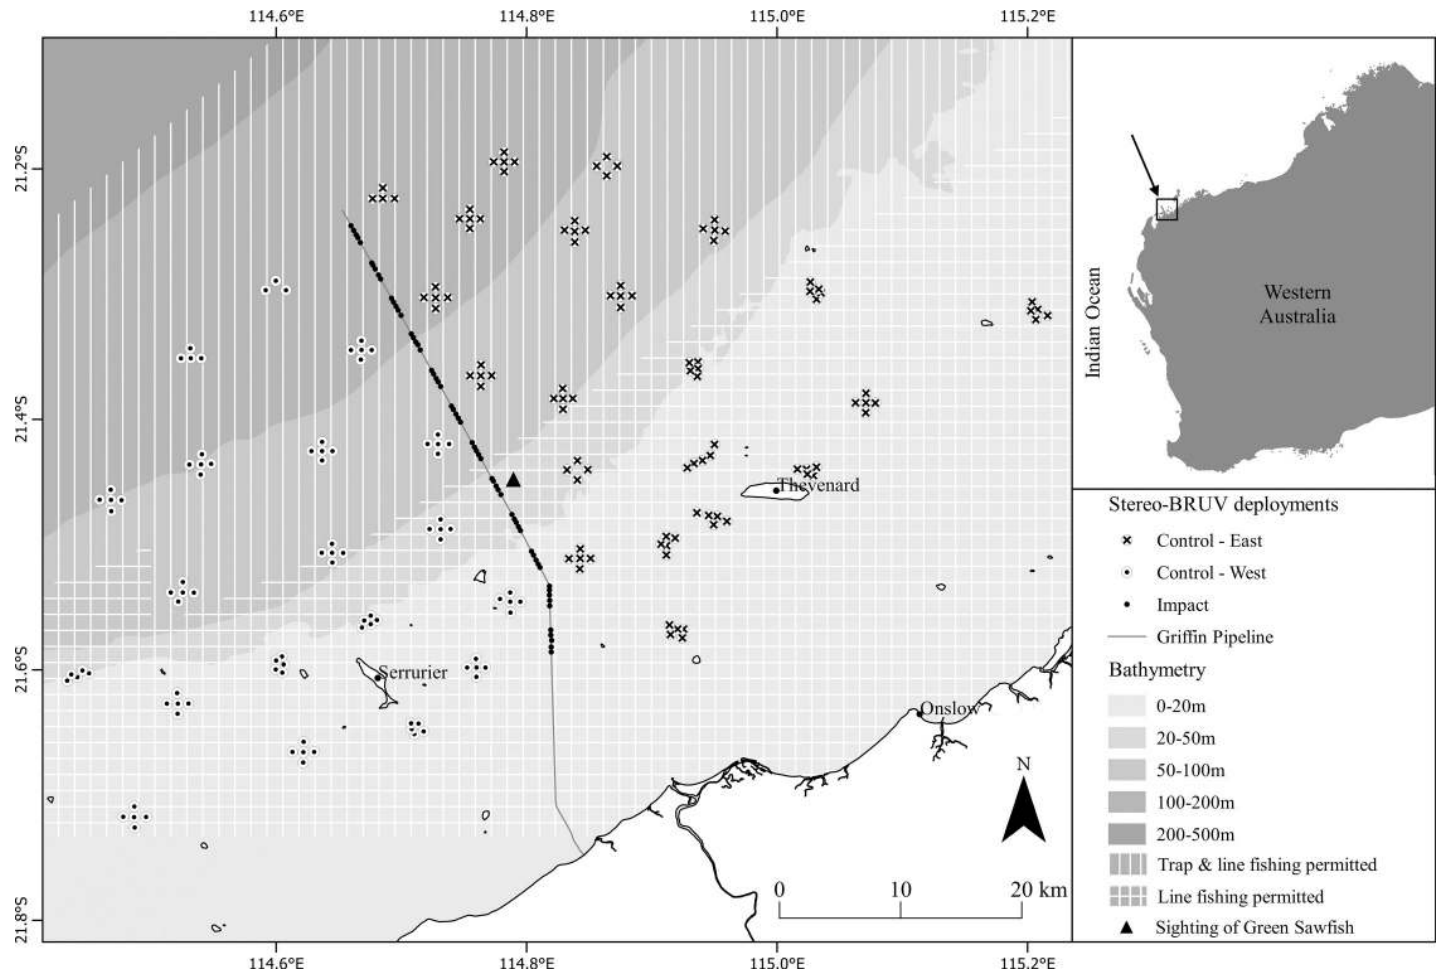 114.6°E 114.8°E 115.0°E 115.2°E
21.2°S
21.4°S
21.6°S
21.8°S
Thevenard
Serrurier
Onslow
N
0 10 20 km
114.6°E 114.8°E 115.0°E 115.2°E
Indian Ocean
Western
Australia
Stereo-BRUV deployments
Control - East
Control - West
Impact
Griffin Pipeline
Bathymetry
0-20m
20-50m
50-100m
100-200m
200-500m
Trap & line fishing permitted
Line fishing permitted
Sighting of Green Sawfish